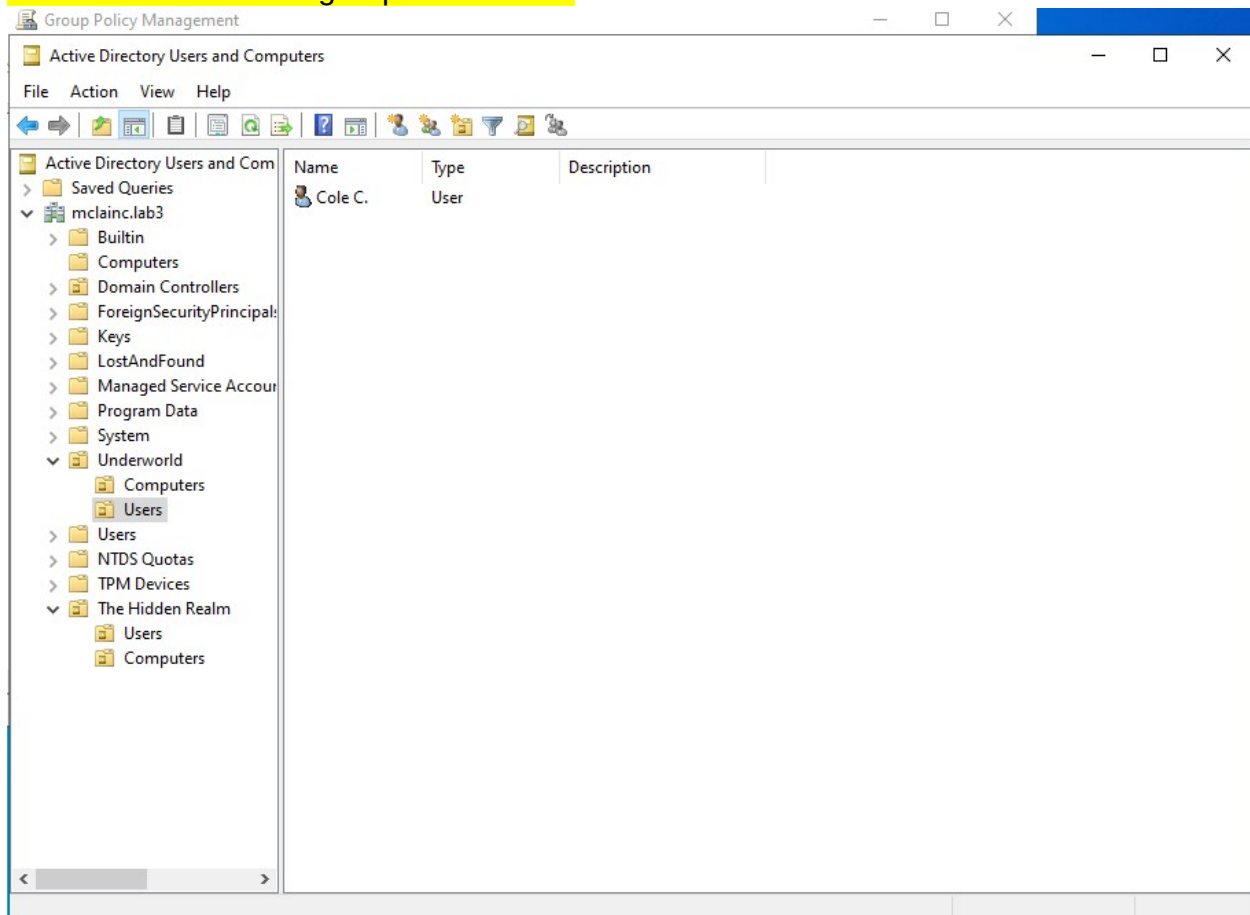 Group Policy Management
Active Directory Users and Computers
File Action View Help
Active Directory Users and Com
Name Type Description
Saved Queries
Cole C. User
mclainc.lab3
Builtin
Computers
Domain Controllers
ForeignSecurityPrincipals
Keys
LostAndFound
Managed Service Accour
Program Data
System
Underworld
Computers
Users
Users
NTDS Quotas
TPM Devices
The Hidden Realm
Users
Computers